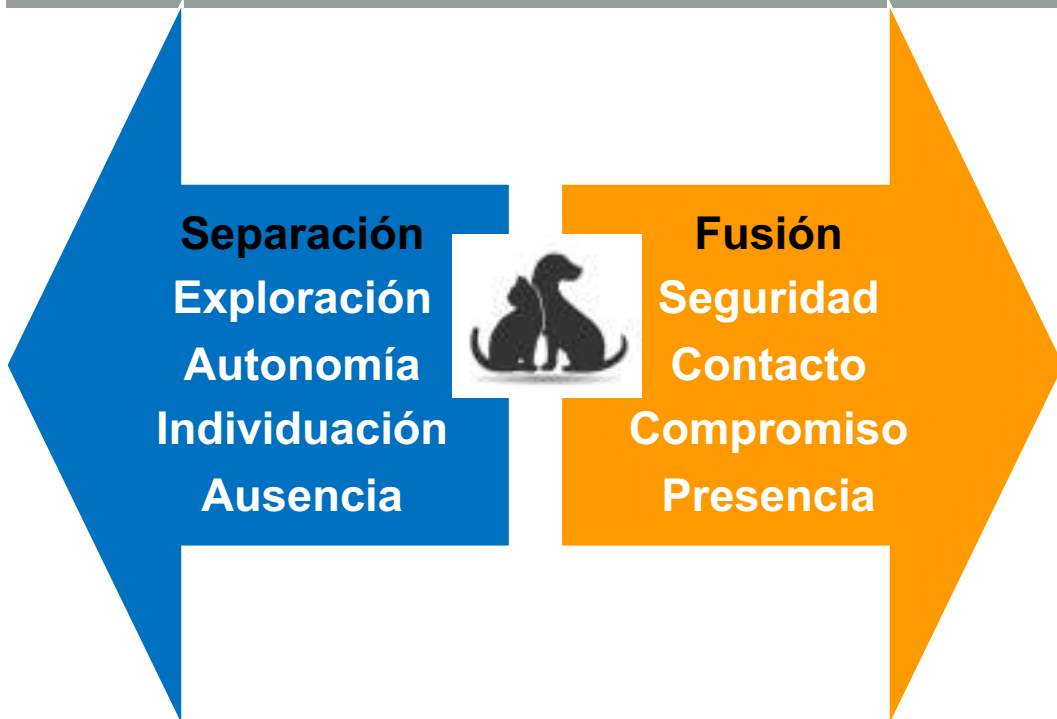 Separación
Exploración
Autonomía
Individuación
Ausencia
Fusión
Seguridad
Contacto
Compromiso
Presencia